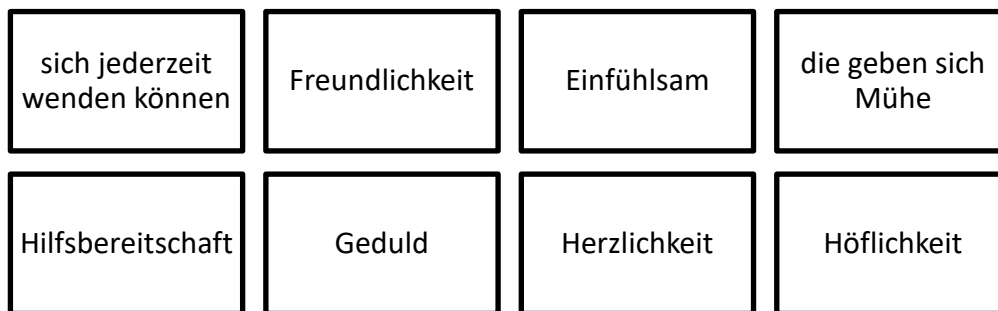 sich jederzeit
wenden können
Freundlichkeit
Einfühlsam
die geben sich
Mühe
Hilfsbereitschaft
Geduld
Herzlichkeit
Höflichkeit